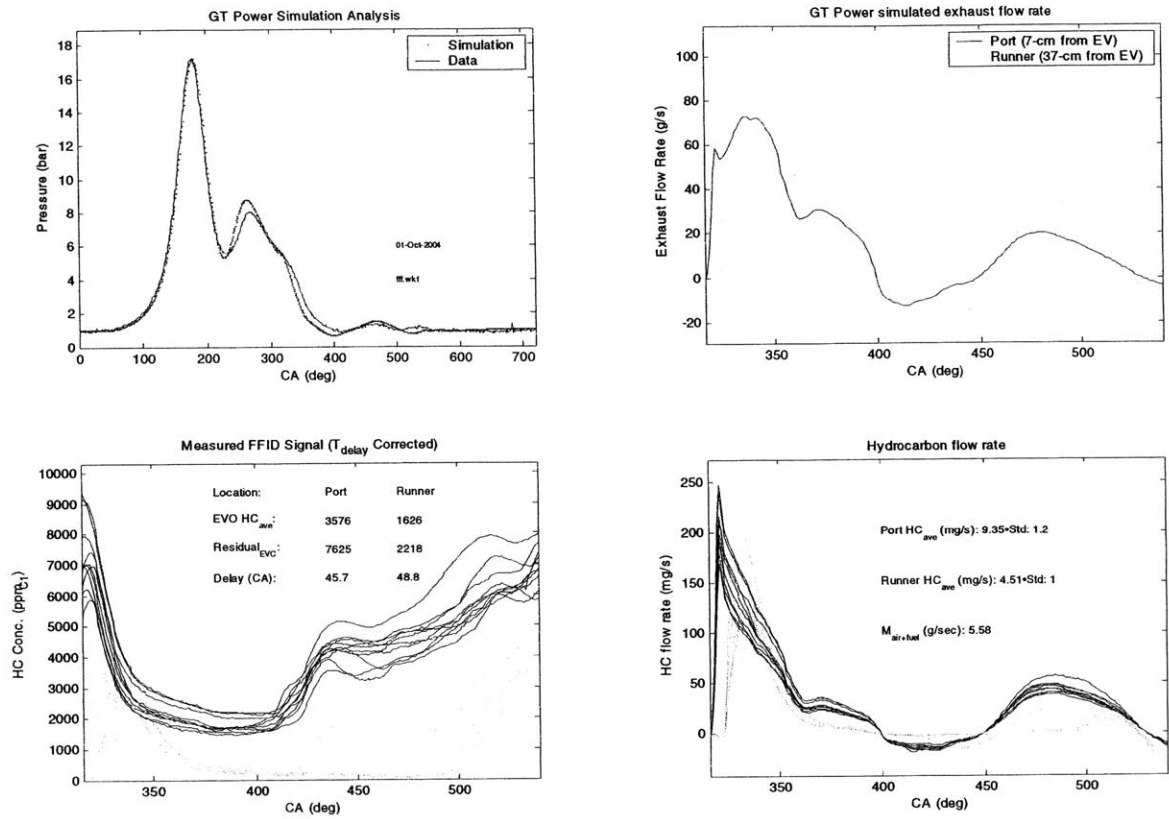 GT Power Simulation Analysis
Simulation
Data
18
16
14
12
10
8
6
4
2
0
Pressure (bar)
01-Oct-2004
fff.wk1
0 100 200 300 400 500 600 700
CA (deg)
GT Power simulated exhaust flow rate
Port (7-cm from EV)
Runner (37-cm from EV)
100
80
60
40
20
0
-20
Exhaust Flow Rate (g/s)
350 400 450 500
CA (deg)
Measured FFID Signal (Tdelay Corrected)
Location: Port Runner
EVO HCave: 3576 1626
ResidualEVC: 7625 2218
Delay (CA): 45.7 48.8
10000
9000
8000
7000
6000
5000
4000
3000
2000
1000
0
HC Conc. (ppmC1)
350 400 450 500
CA (deg)
Hydrocarbon flow rate
Port HCave (mg/s): 9.35•Std: 1.2
Runner HCave (mg/s): 4.51•Std: 1
Mair+fuel (g/sec): 5.58
250
200
150
100
50
0
HC flow rate (mg/s)
350 400 450 500
CA (deg)